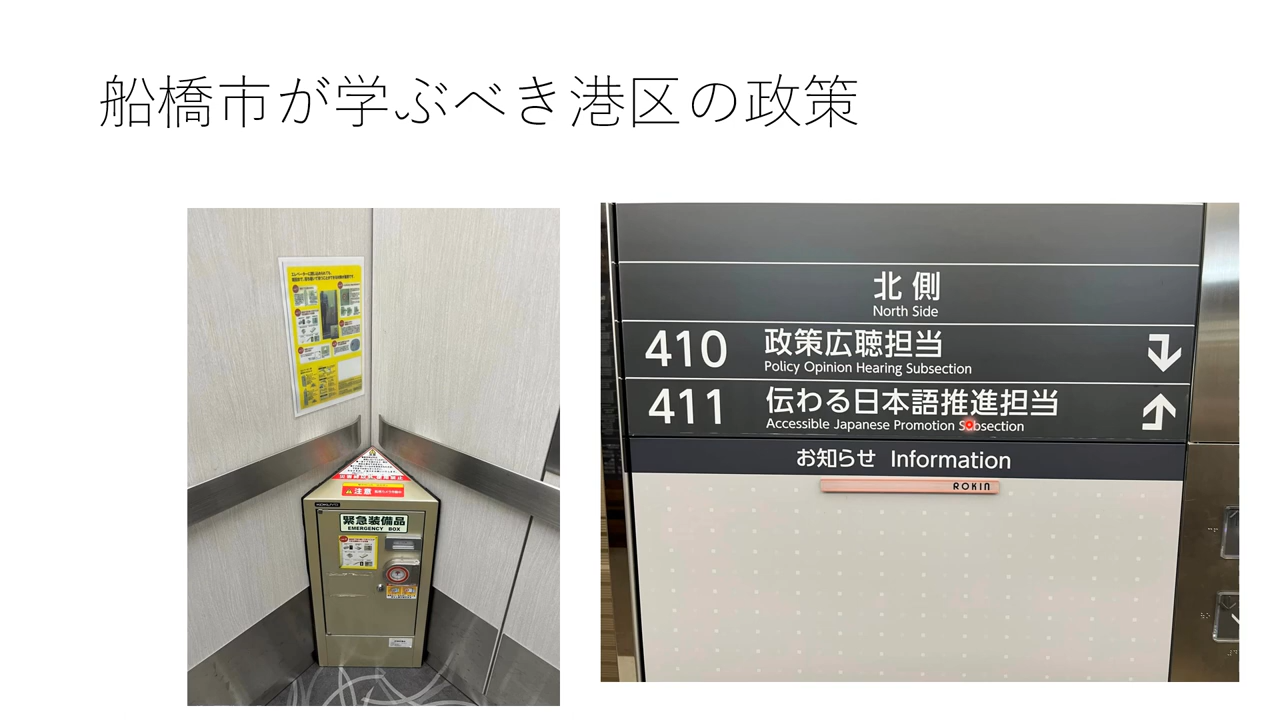 船橋市が学ぶべき港区の政策
KOKUYO
注意
緊急装備品
EMERGENCY BOX
北側
North Side
410 政策広聴担当
Policy Opinion Hearing Subsection
411 伝わる日本語推進担当
Accessible Japanese Promotion Subsection
お知らせ Information
ROKIN